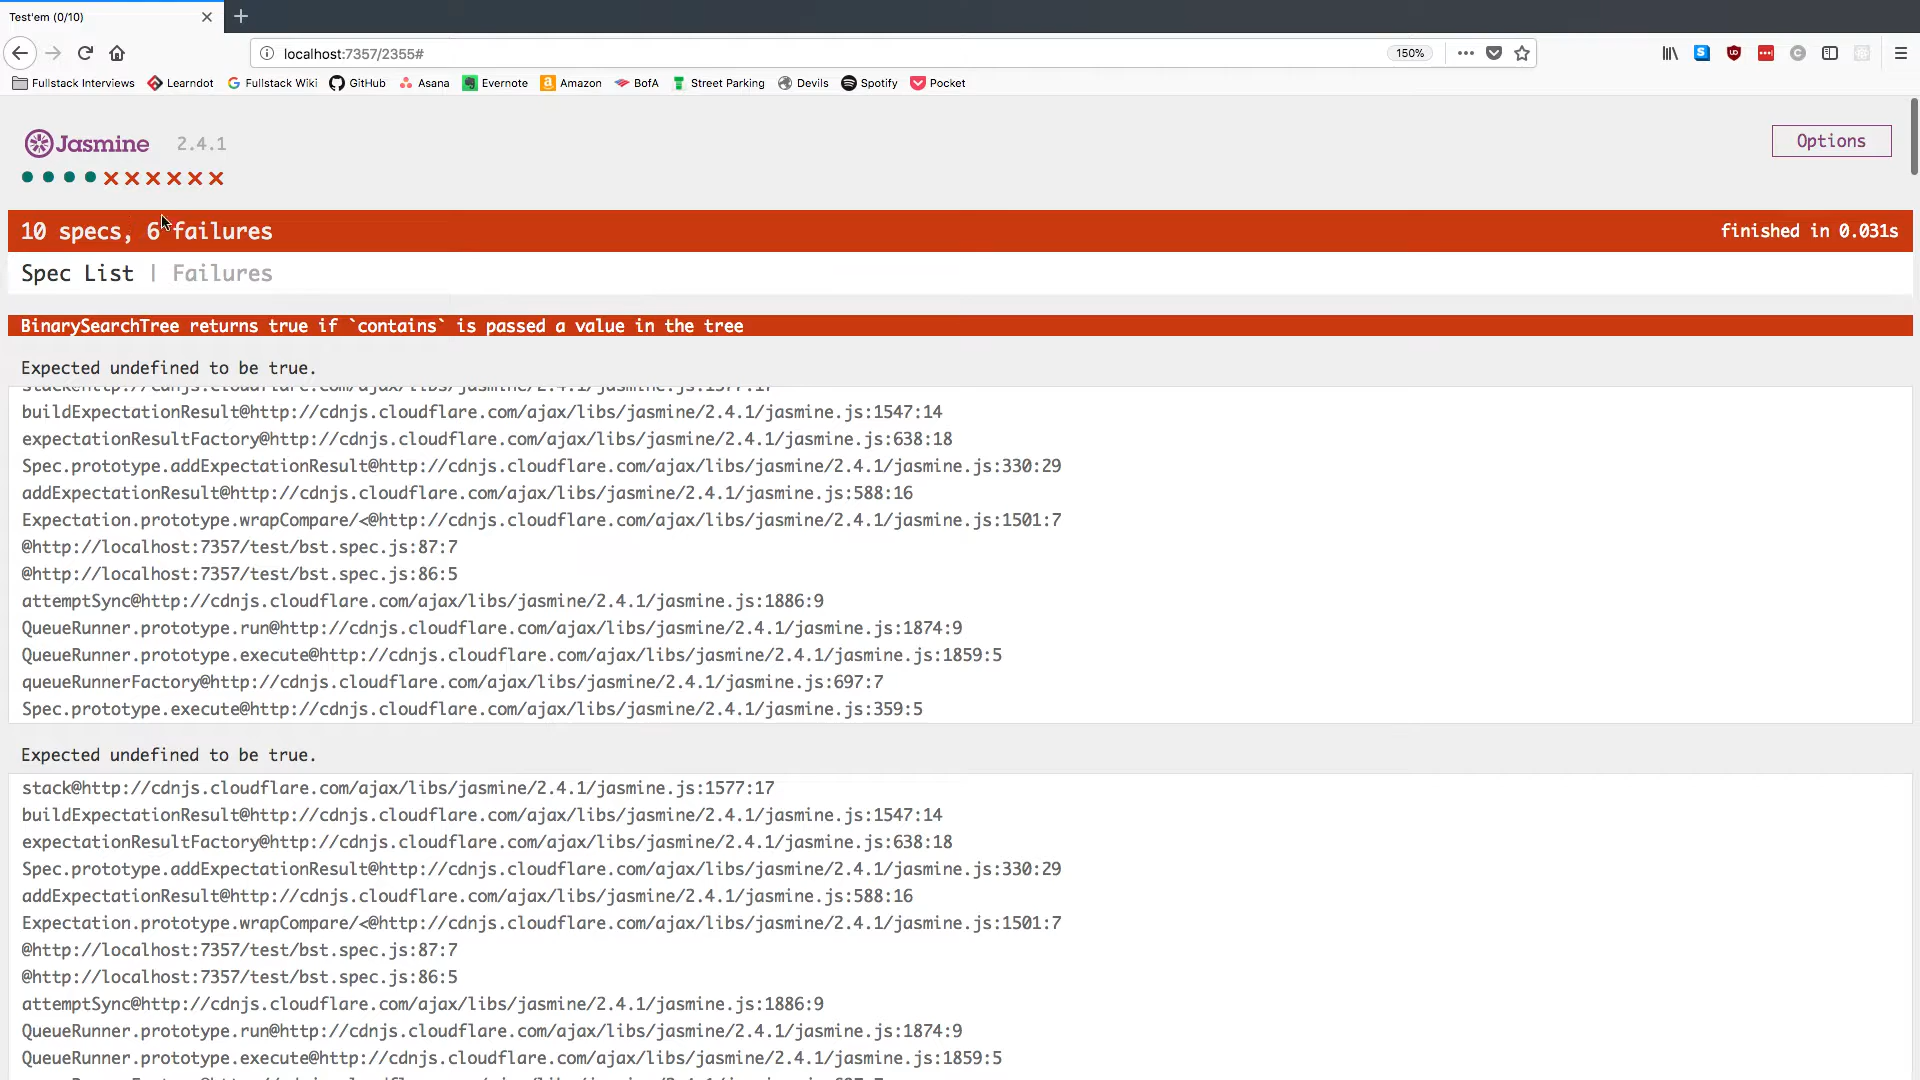 Test'em (0/10)
localhost:7357/2355#
150%
Fullstack Interviews Learndot Fullstack Wiki GitHub Asana Evernote Amazon BofA Street Parking Devils Spotify Pocket
Jasmine 2.4.1
Options
10 specs, 6 failures finished in 0.031s
Spec List | Failures
BinarySearchTree returns true if `contains` is passed a value in the tree
Expected undefined to be true.
stack@http://cdnjs.cloudflare.com/ajax/libs/jasmine/2.4.1/jasmine.js:1577:17
buildExpectationResult@http://cdnjs.cloudflare.com/ajax/libs/jasmine/2.4.1/jasmine.js:1547:14
expectationResultFactory@http://cdnjs.cloudflare.com/ajax/libs/jasmine/2.4.1/jasmine.js:638:18
Spec.prototype.addExpectationResult@http://cdnjs.cloudflare.com/ajax/libs/jasmine/2.4.1/jasmine.js:330:29
addExpectationResult@http://cdnjs.cloudflare.com/ajax/libs/jasmine/2.4.1/jasmine.js:588:16
Expectation.prototype.wrapCompare/<@http://cdnjs.cloudflare.com/ajax/libs/jasmine/2.4.1/jasmine.js:1501:7
@http://localhost:7357/test/bst.spec.js:87:7
@http://localhost:7357/test/bst.spec.js:86:5
attemptSync@http://cdnjs.cloudflare.com/ajax/libs/jasmine/2.4.1/jasmine.js:1886:9
QueueRunner.prototype.run@http://cdnjs.cloudflare.com/ajax/libs/jasmine/2.4.1/jasmine.js:1874:9
QueueRunner.prototype.execute@http://cdnjs.cloudflare.com/ajax/libs/jasmine/2.4.1/jasmine.js:1859:5
queueRunnerFactory@http://cdnjs.cloudflare.com/ajax/libs/jasmine/2.4.1/jasmine.js:697:7
Spec.prototype.execute@http://cdnjs.cloudflare.com/ajax/libs/jasmine/2.4.1/jasmine.js:359:5
Expected undefined to be true.
stack@http://cdnjs.cloudflare.com/ajax/libs/jasmine/2.4.1/jasmine.js:1577:17
buildExpectationResult@http://cdnjs.cloudflare.com/ajax/libs/jasmine/2.4.1/jasmine.js:1547:14
expectationResultFactory@http://cdnjs.cloudflare.com/ajax/libs/jasmine/2.4.1/jasmine.js:638:18
Spec.prototype.addExpectationResult@http://cdnjs.cloudflare.com/ajax/libs/jasmine/2.4.1/jasmine.js:330:29
addExpectationResult@http://cdnjs.cloudflare.com/ajax/libs/jasmine/2.4.1/jasmine.js:588:16
Expectation.prototype.wrapCompare/<@http://cdnjs.cloudflare.com/ajax/libs/jasmine/2.4.1/jasmine.js:1501:7
@http://localhost:7357/test/bst.spec.js:87:7
@http://localhost:7357/test/bst.spec.js:86:5
attemptSync@http://cdnjs.cloudflare.com/ajax/libs/jasmine/2.4.1/jasmine.js:1886:9
QueueRunner.prototype.run@http://cdnjs.cloudflare.com/ajax/libs/jasmine/2.4.1/jasmine.js:1874:9
QueueRunner.prototype.execute@http://cdnjs.cloudflare.com/ajax/libs/jasmine/2.4.1/jasmine.js:1859:5